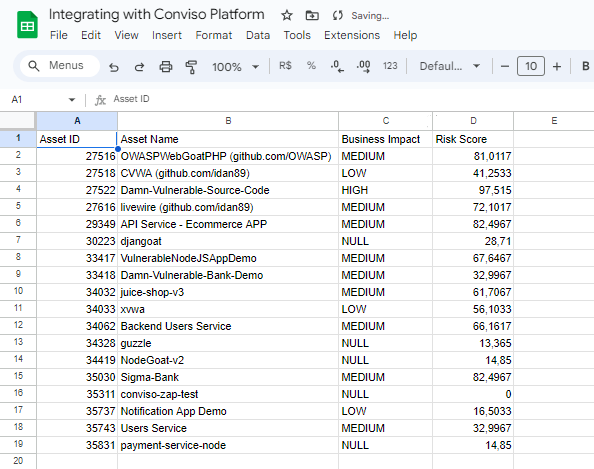 Integrating with Conviso Platform Saving...
File Edit View Insert Format Data Tools Extensions Help
Menus 100% R$ % .0 .00 123 Defaul... − 10 + B
A1 fx Asset ID
A B C D E
1 Asset ID Asset Name Business Impact Risk Score
2 27516 OWASPWebGoatPHP (github.com/OWASP) MEDIUM 81,0117
3 27518 CVWA (github.com/idan89) LOW 41,2533
4 27522 Damn-Vulnerable-Source-Code HIGH 97,515
5 27616 livewire (github.com/idan89) MEDIUM 72,1017
6 29349 API Service - Ecommerce APP MEDIUM 82,4967
7 30223 djangoat NULL 28,71
8 33417 VulnerableNodeJSAppDemo MEDIUM 67,6467
9 33418 Damn-Vulnerable-Bank-Demo MEDIUM 32,9967
10 34032 juice-shop-v3 MEDIUM 61,7067
11 34033 xvwa LOW 56,1033
12 34062 Backend Users Service MEDIUM 66,1617
13 34328 guzzle NULL 13,365
14 34419 NodeGoat-v2 NULL 14,85
15 35030 Sigma-Bank MEDIUM 82,4967
16 35311 conviso-zap-test NULL 0
17 35737 Notification App Demo LOW 16,5033
18 35743 Users Service MEDIUM 32,9967
19 35831 payment-service-node NULL 14,85
20